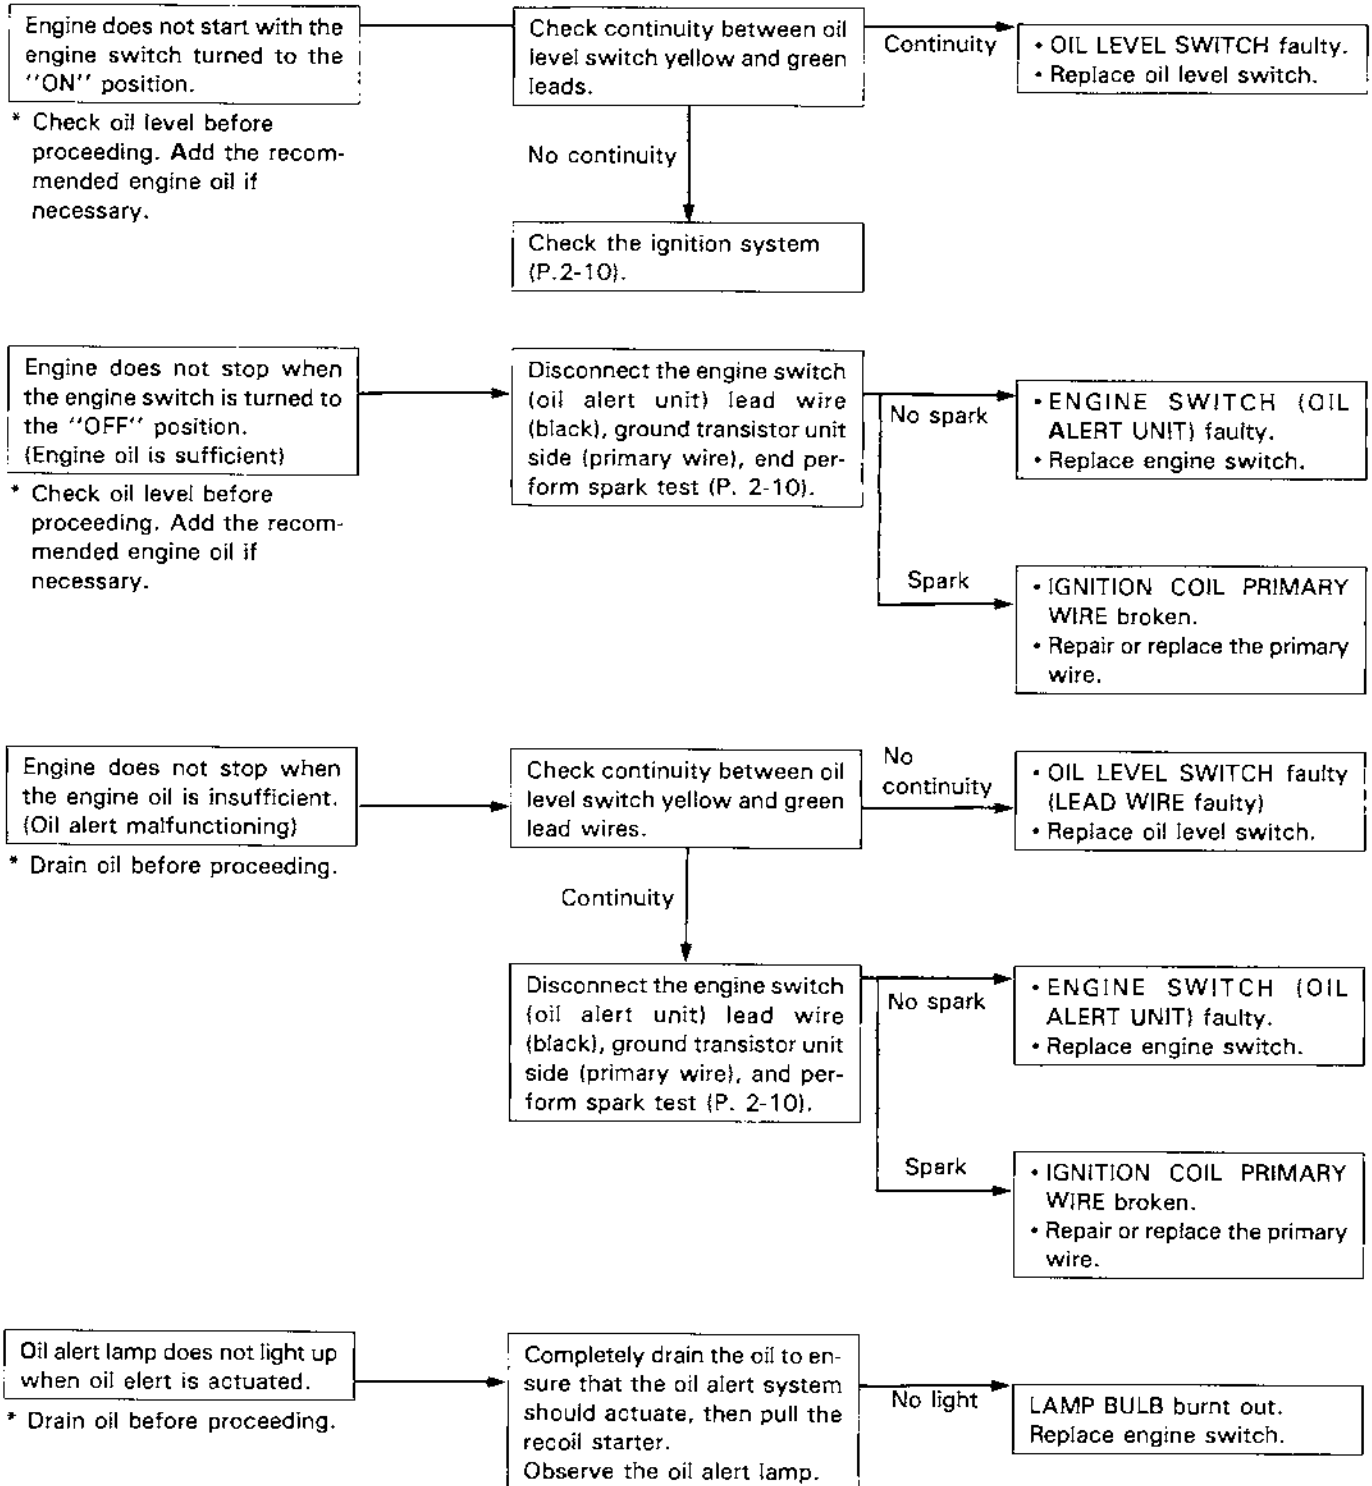 Engine does not start with the
engine switch turned to the
"ON" position.
* Check oil level before
proceeding. Add the recom-
mended engine oil if
necessary.
Check continuity between oil
level switch yellow and green
leads.
Continuity
• OIL LEVEL SWITCH faulty.
• Replace oil level switch.
No continuity
Check the ignition system
(P.2-10).
Engine does not stop when
the engine switch is turned to
the "OFF" position.
(Engine oil is sufficient)
* Check oil level before
proceeding. Add the recom-
mended engine oil if
necessary.
Disconnect the engine switch
(oil alert unit) lead wire
(black), ground transistor unit
side (primary wire), end per-
form spark test (P. 2-10).
No spark
• ENGINE SWITCH (OIL
ALERT UNIT) faulty.
• Replace engine switch.
Spark
• IGNITION COIL PRIMARY
WIRE broken.
• Repair or replace the primary
wire.
Engine does not stop when
the engine oil is insufficient.
(Oil alert malfunctioning)
* Drain oil before proceeding.
Check continuity between oil
level switch yellow and green
lead wires.
No
continuity
• OIL LEVEL SWITCH faulty
(LEAD WIRE faulty)
• Replace oil level switch.
Continuity
Disconnect the engine switch
(oil alert unit) lead wire
(black), ground transistor unit
side (primary wire), and per-
form spark test (P. 2-10).
No spark
• ENGINE SWITCH (OIL
ALERT UNIT) faulty.
• Replace engine switch.
Spark
• IGNITION COIL PRIMARY
WIRE broken.
• Repair or replace the primary
wire.
Oil alert lamp does not light up
when oil elert is actuated.
* Drain oil before proceeding.
Completely drain the oil to en-
sure that the oil alert system
should actuate, then pull the
recoil starter.
Observe the oil alert lamp.
No light
LAMP BULB burnt out.
Replace engine switch.